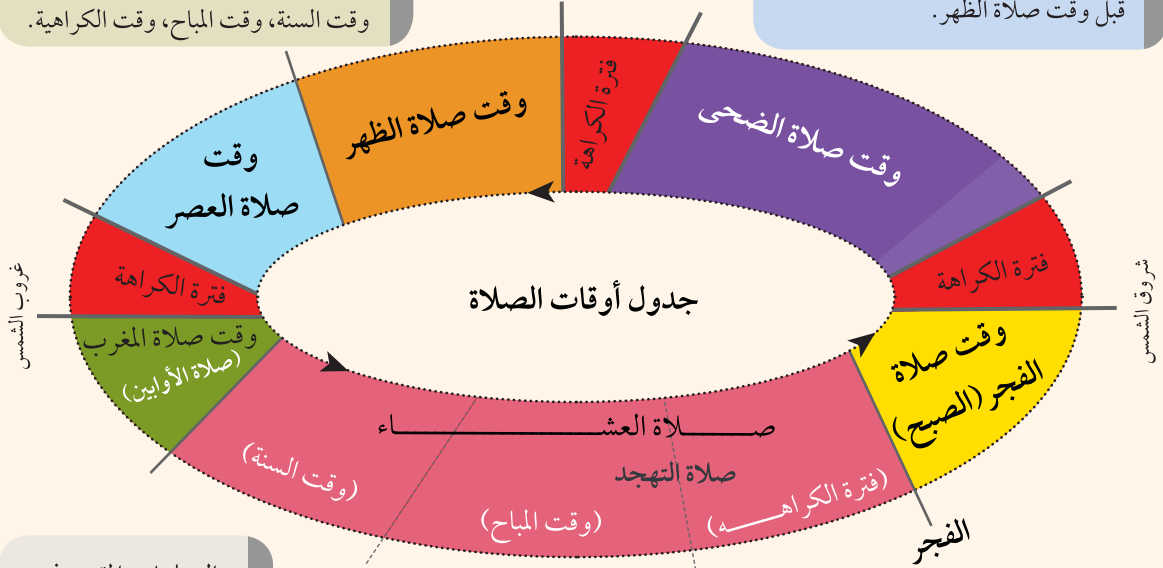 قبل وقت صلاة الظهر.
وقت السنة، وقت المباح، وقت الكراهية.
فترة الكراهة
وقت صلاة الضحى
وقت صلاة الظهر
وقت
صلاة العصر
فترة الكراهة
فترة الكراهة
شروق الشمس
غروب الشمس
جدول أوقات الصلاة
وقت صلاة المغرب
(صلاة الأوابين)
وقت صلاة
الفجر (الصبح)
صـــــلاة العشـــــــــــــــــاء
صلاة التهجد
(وقت السنة)
(وقت المباح)
(فترة الكراهـــــه)
الفجر